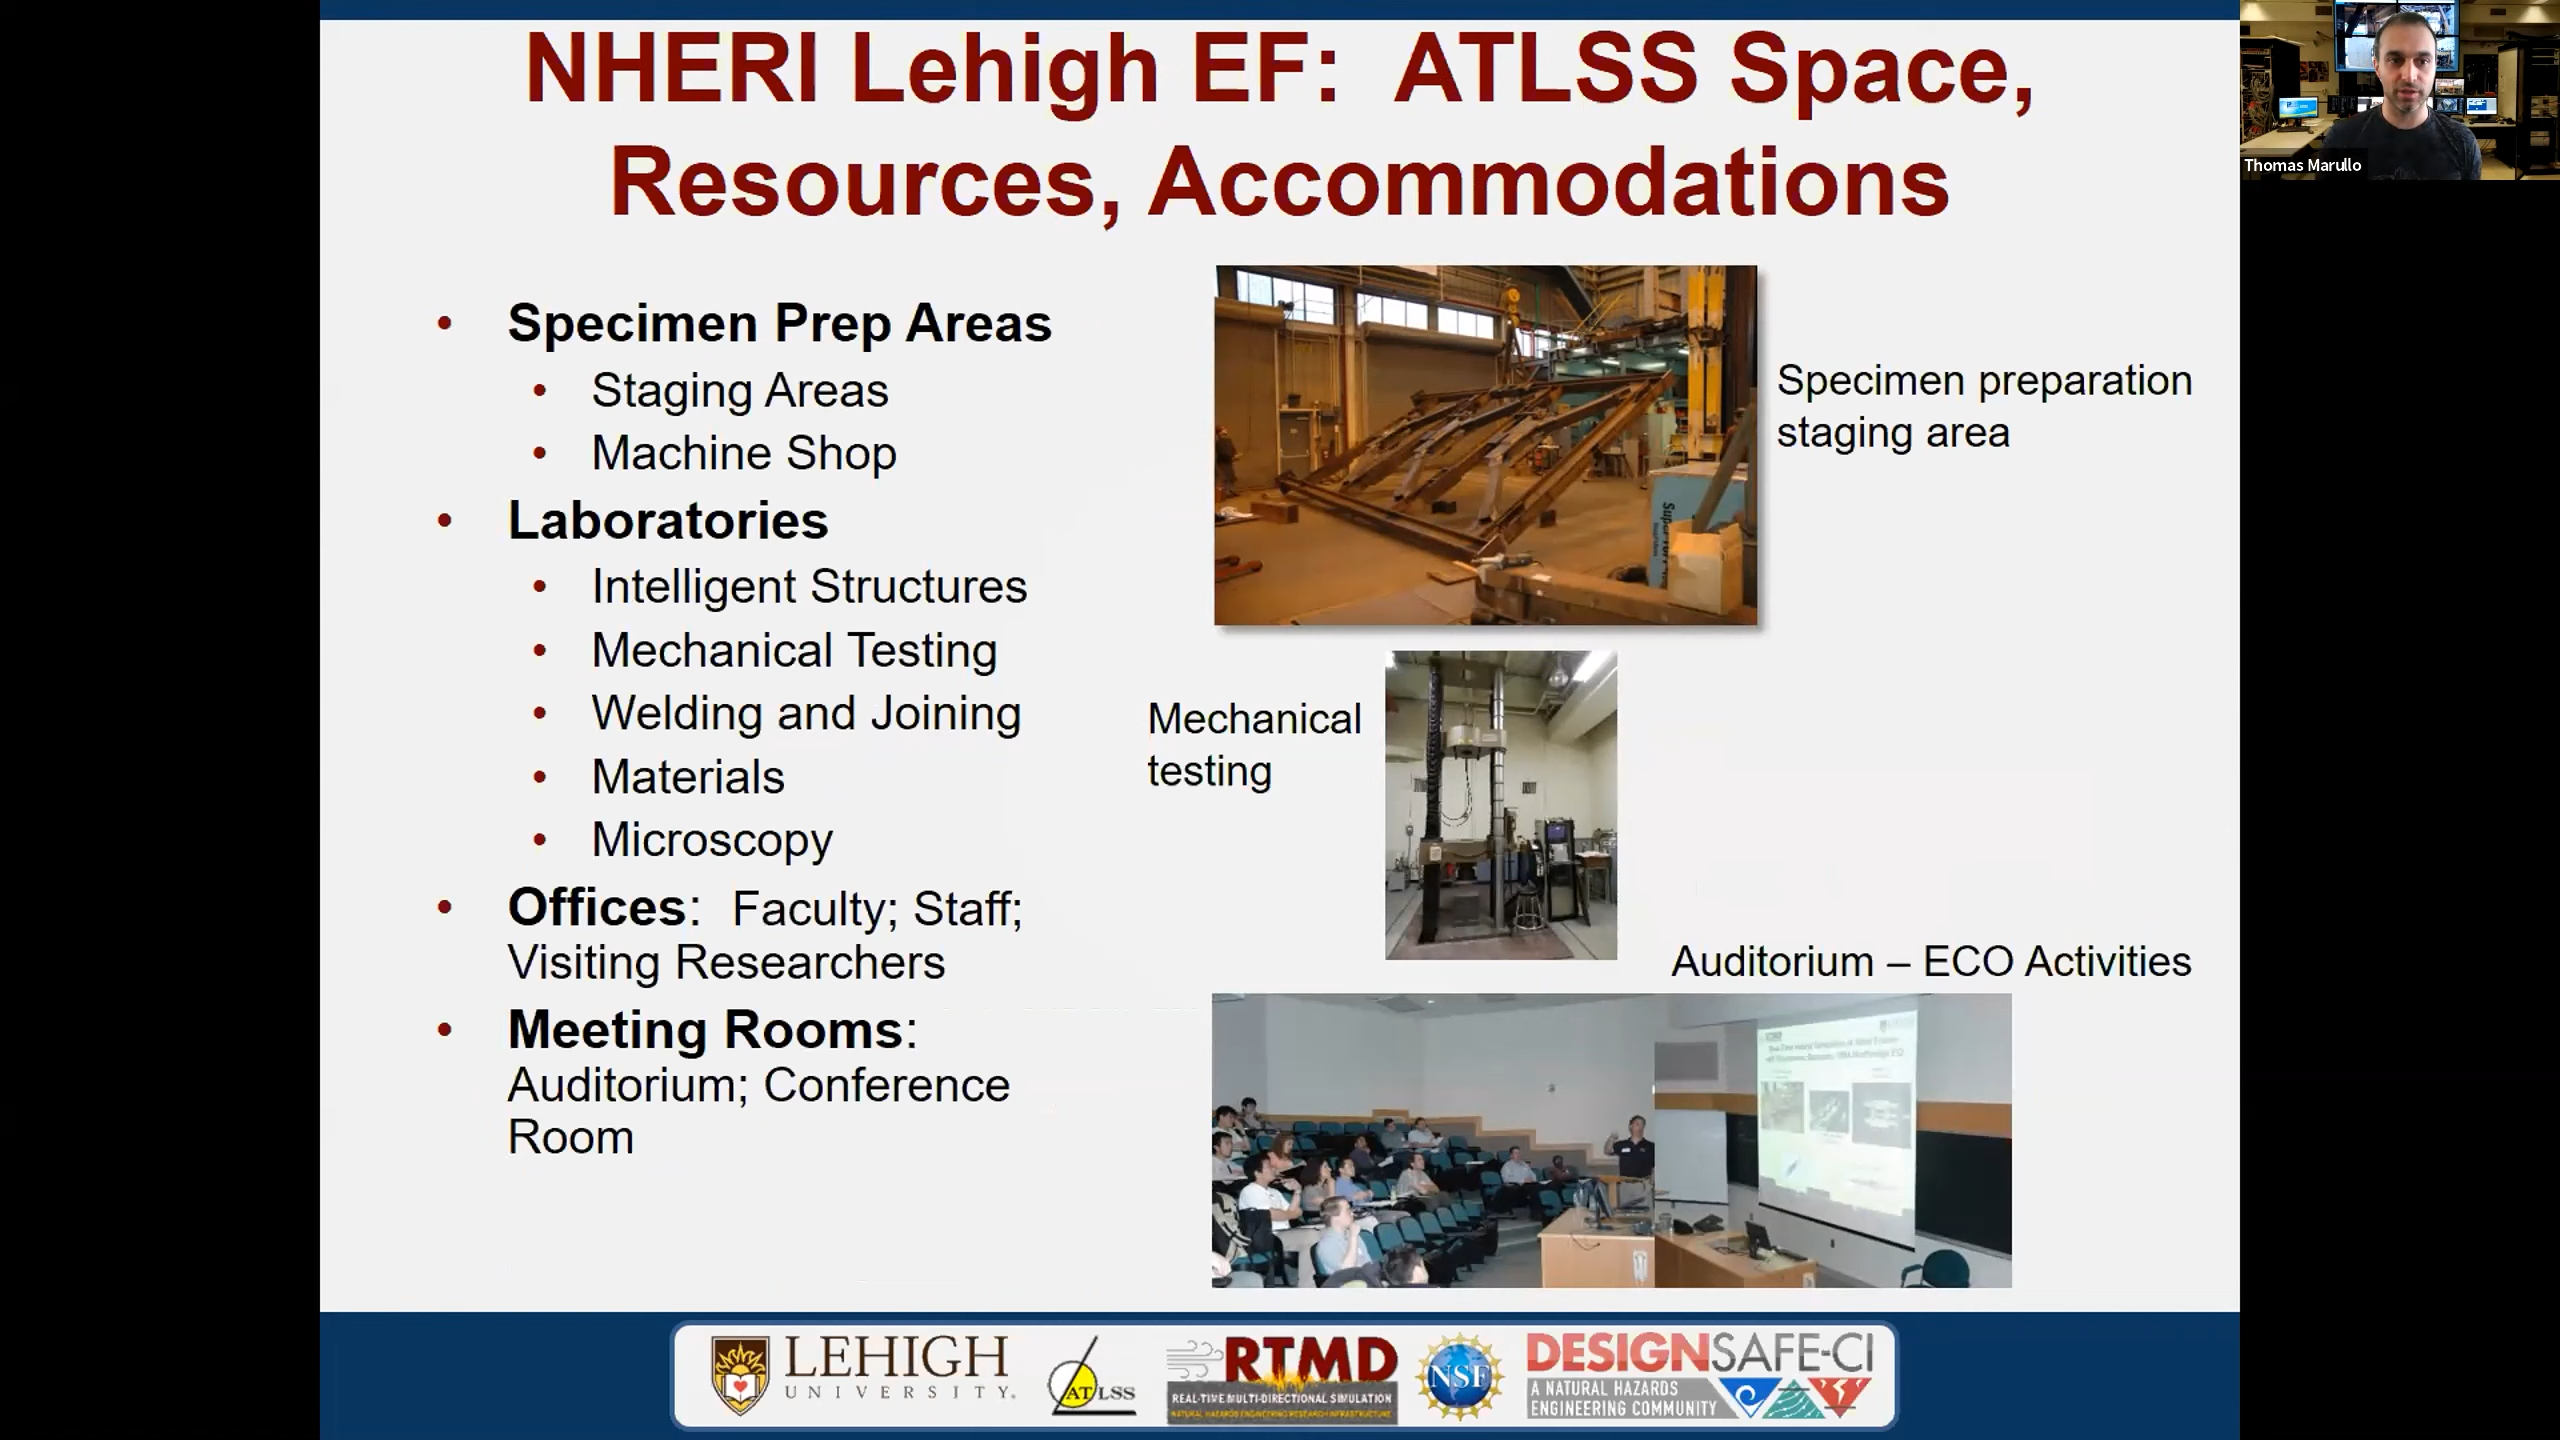 NHERI Lehigh EF: ATLSS Space,
Resources, Accommodations
Thomas Marullo
• Specimen Prep Areas
• Staging Areas
• Machine Shop
• Laboratories
• Intelligent Structures
• Mechanical Testing
• Welding and Joining
• Materials
• Microscopy
• Offices: Faculty; Staff;
Visiting Researchers
• Meeting Rooms:
Auditorium; Conference
Room
Specimen preparation
staging area
Mechanical
testing
Auditorium – ECO Activities
LEHIGH
UNIVERSITY.
ATLSS
RTMD
REAL-TIME MULTI-DIRECTIONAL SIMULATION
NATURAL HAZARDS ENGINEERING RESEARCH INFRASTRUCTURE
NSF
DESIGNSAFE-CI
A NATURAL HAZARDS
ENGINEERING COMMUNITY